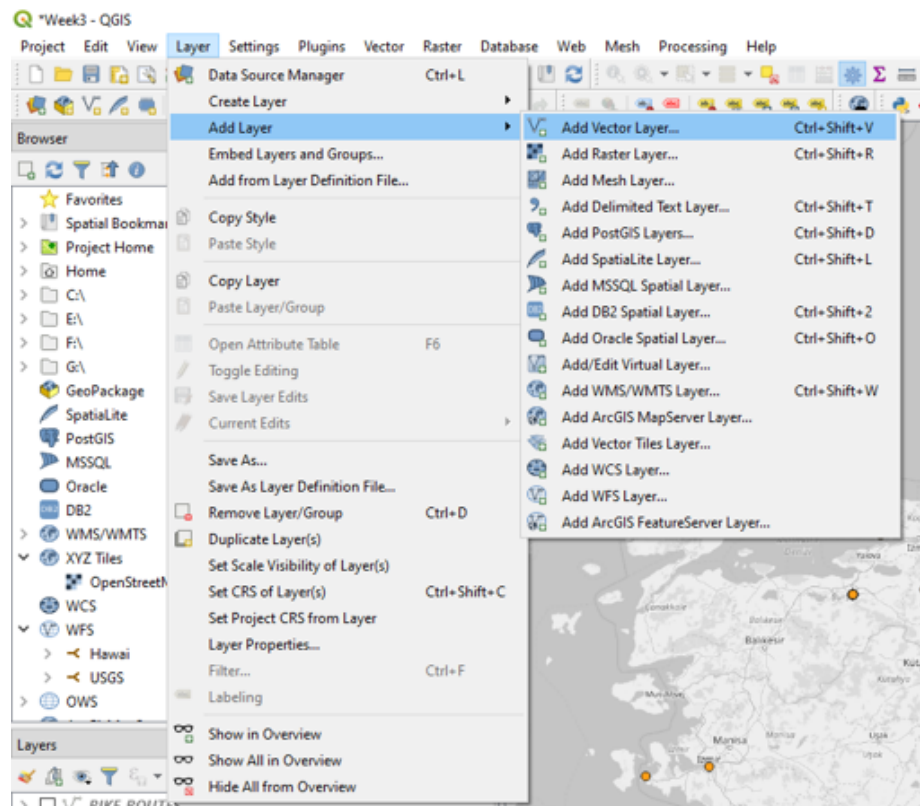 *Week3 - QGIS
Project Edit View Layer Settings Plugins Vector Raster Database Web Mesh Processing Help
Data Source Manager Ctrl+L
Create Layer
Add Layer
Embed Layers and Groups...
Add from Layer Definition File...
Copy Style
Paste Style
Copy Layer
Paste Layer/Group
Open Attribute Table F6
Toggle Editing
Save Layer Edits
Current Edits
Save As...
Save As Layer Definition File...
Remove Layer/Group Ctrl+D
Duplicate Layer(s)
Set Scale Visibility of Layer(s)
Set CRS of Layer(s) Ctrl+Shift+C
Set Project CRS from Layer
Layer Properties...
Filter... Ctrl+F
Labeling
Show in Overview
Show All in Overview
Hide All from Overview
Add Vector Layer... Ctrl+Shift+V
Add Raster Layer... Ctrl+Shift+R
Add Mesh Layer...
Add Delimited Text Layer... Ctrl+Shift+T
Add PostGIS Layers... Ctrl+Shift+D
Add SpatiaLite Layer... Ctrl+Shift+L
Add MSSQL Spatial Layer...
Add DB2 Spatial Layer... Ctrl+Shift+2
Add Oracle Spatial Layer... Ctrl+Shift+O
Add/Edit Virtual Layer...
Add WMS/WMTS Layer... Ctrl+Shift+W
Add ArcGIS MapServer Layer...
Add Vector Tiles Layer...
Add WCS Layer...
Add WFS Layer...
Add ArcGIS FeatureServer Layer...
Browser
Favorites
Spatial Bookma
Project Home
Home
C:\
E:\
F:\
G:\
GeoPackage
SpatiaLite
PostGIS
MSSQL
Oracle
DB2
WMS/WMTS
XYZ Tiles
OpenStreetM
WCS
WFS
Hawai
USGS
OWS
Layers
BIKE ROUTE
Yalova
Balıkesir
Kut
Manisa
Manisa
Uşak
Uşak
İzmir